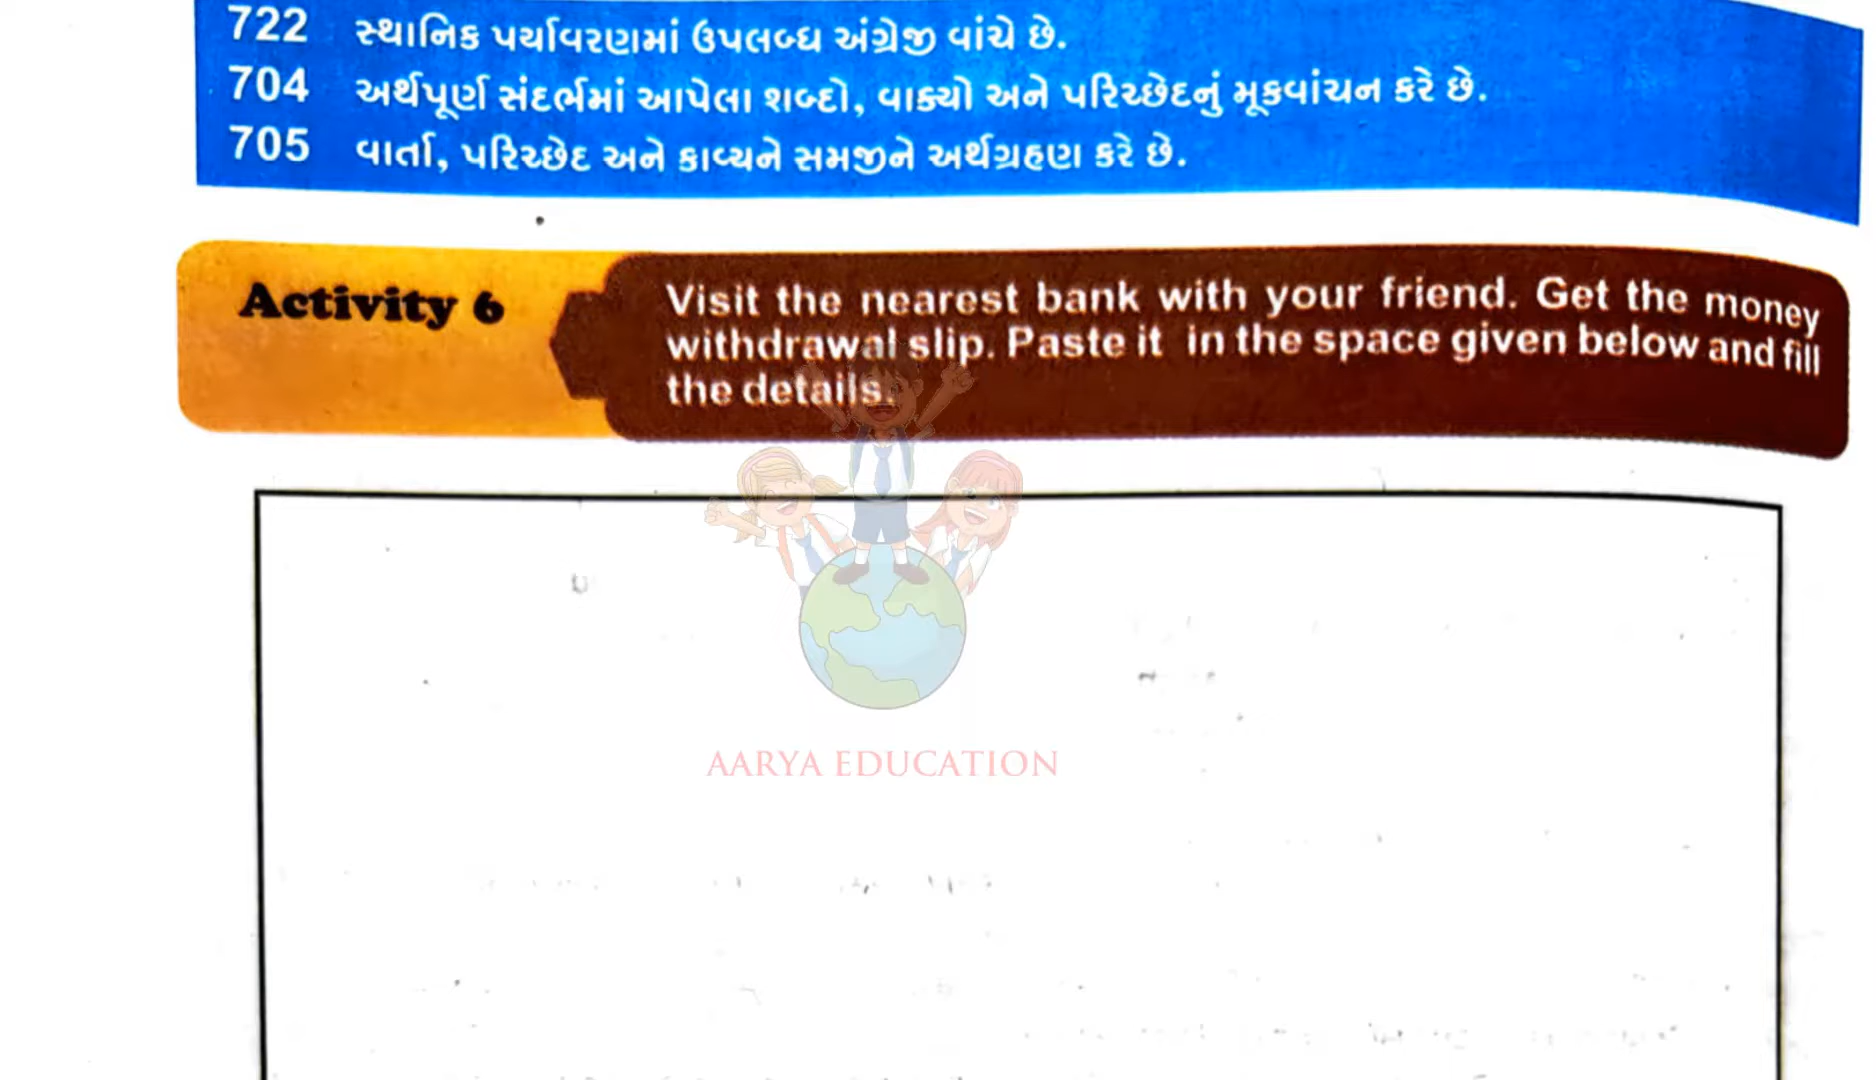 722 સ્થાનિક પર્યાવરણમાં ઉપલબ્ધ અંગ્રેજી વાંચે છે.
704 અર્થપૂર્ણ સંદર્ભમાં આપેલા શબ્દો, વાક્યો અને પરિચ્છેદનું મૂકવાંચન કરે છે.
705 વાર્તા, પરિચ્છેદ અને કાવ્યને સમજીને અર્થગ્રહણ કરે છે.
Activity 6
Visit the nearest bank with your friend. Get the money
withdrawal slip. Paste it in the space given below and fill
the details.
AARYA EDUCATION